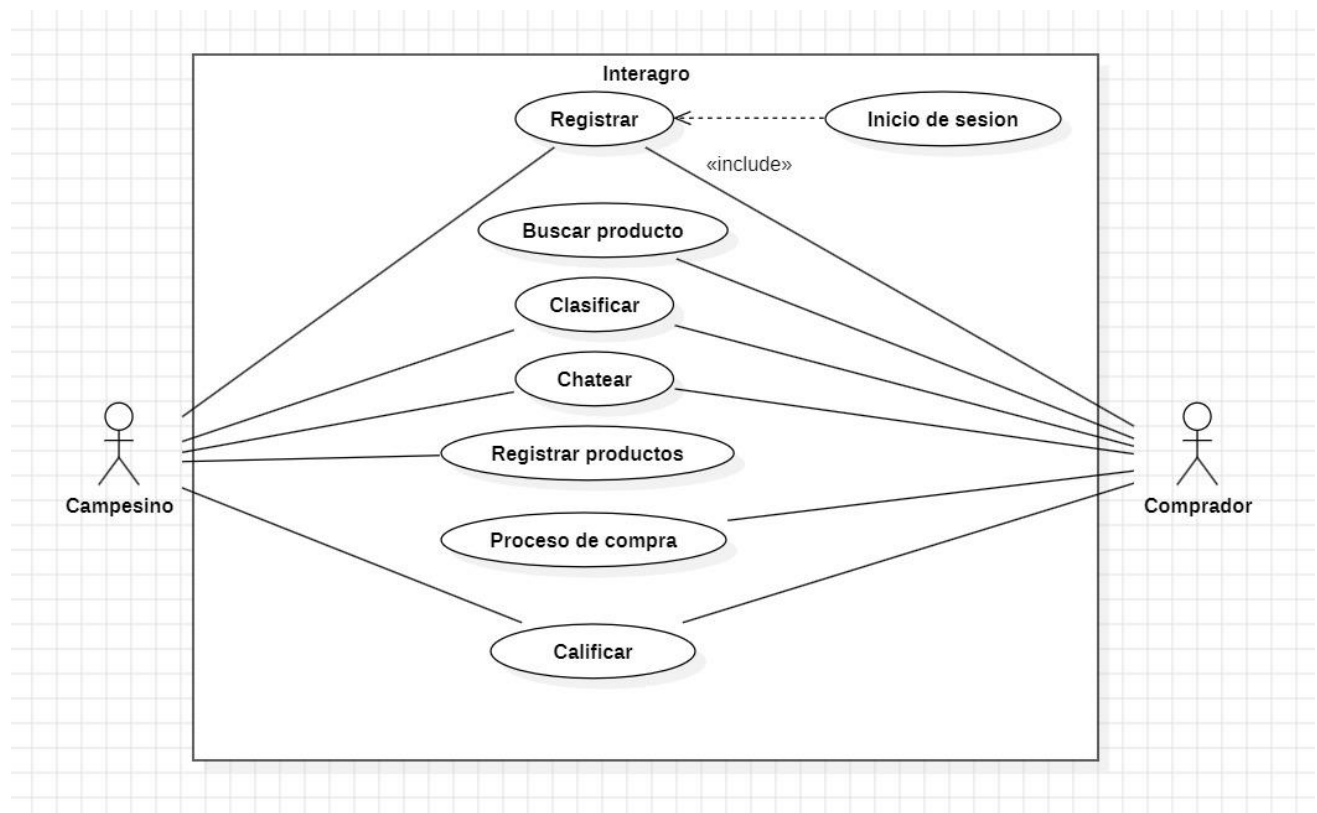 Interagro
Registrar
Inicio de sesion
«include»
Buscar producto
Clasificar
Chatear
Registrar productos
Campesino
Comprador
Proceso de compra
Calificar